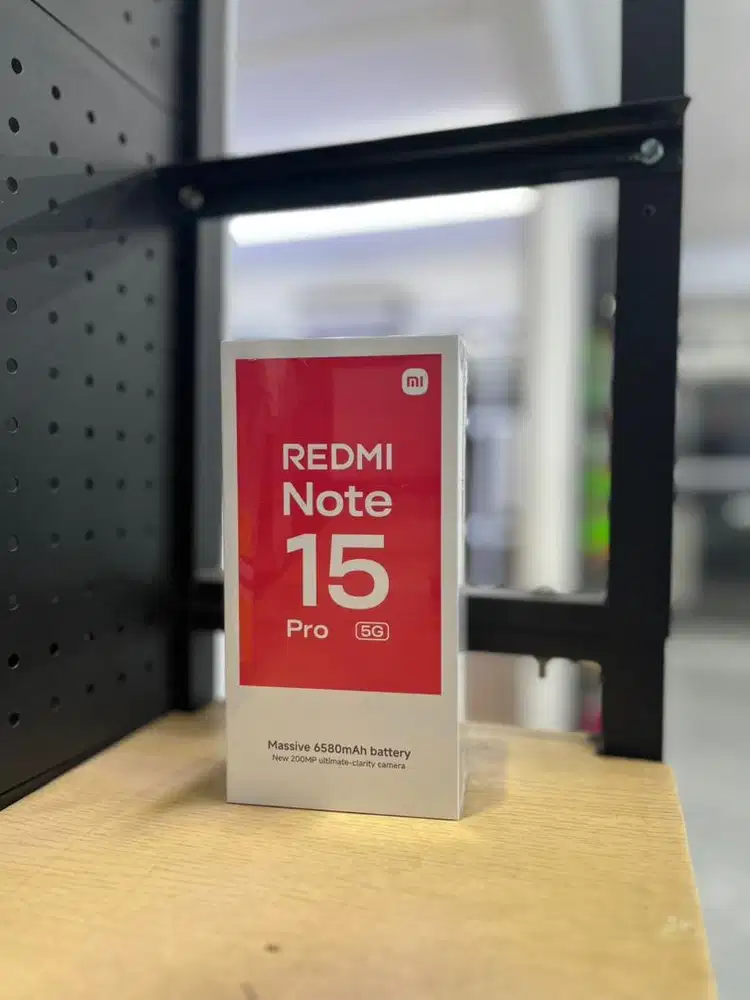 mi
REDMI
Note
15
Pro 5G
Massive 6580mAh battery
New 200MP ultimate-clarity camera